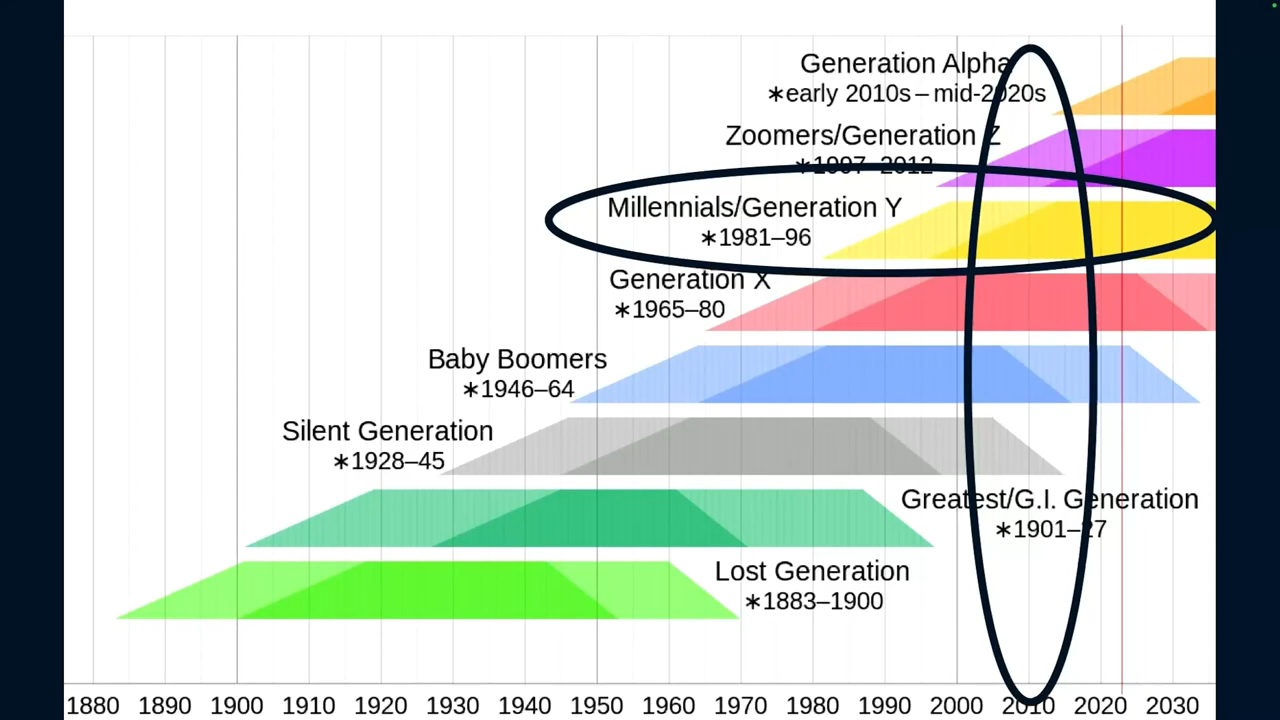 Generation Alpha
∗early 2010s – mid-2020s
Zoomers/Generation Z
∗1997–2012
Millennials/Generation Y
∗1981–96
Generation X
∗1965–80
Baby Boomers
∗1946–64
Silent Generation
∗1928–45
Greatest/G.I. Generation
∗1901–27
Lost Generation
∗1883–1900
1880 1890 1900 1910 1920 1930 1940 1950 1960 1970 1980 1990 2000 2010 2020 2030